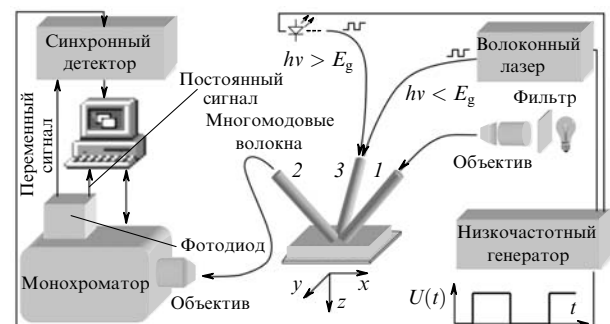 Синхронный
детектор
Постоянный
сигнал
Переменный
сигнал
Многомодовые
волокна
hν > E_g
hν < E_g
Волоконный
лазер
Фильтр
Объектив
2
3
1
Фотодиод
Монохроматор
Объектив
x
y
z
Низкочастотный
генератор
U(t)
t